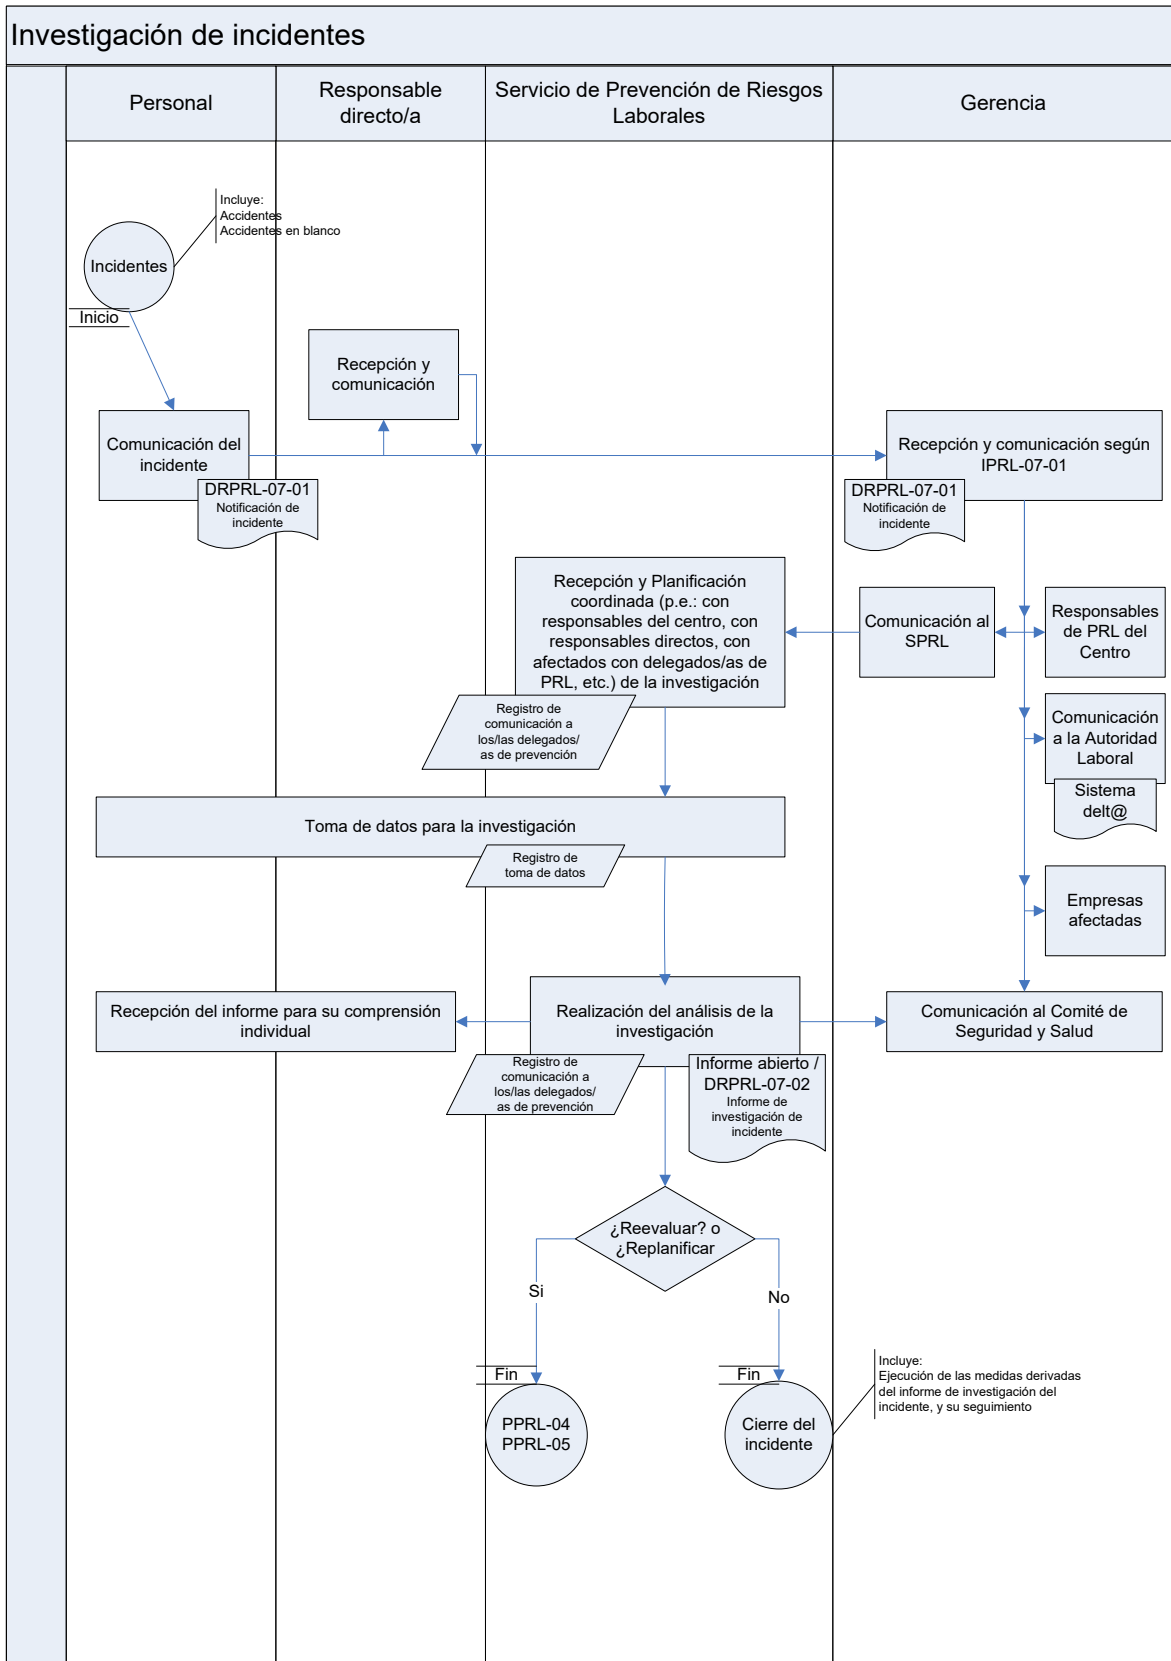 Investigación de incidentes
Personal
Responsable
directo/a
Servicio de Prevención de Riesgos
Laborales
Gerencia
Incluye:
Accidentes
Accidentes en blanco
Incidentes
Inicio
Recepción y
comunicación
Comunicación del
incidente
DRPRL-07-01
Notificación de
incidente
Recepción y comunicación según
IPRL-07-01
DRPRL-07-01
Notificación de
incidente
Recepción y Planificación
coordinada (p.e.: con
responsables del centro, con
responsables directos, con
afectados con delegados/as de
PRL, etc.) de la investigación
Comunicación al
SPRL
Responsables
de PRL del
Centro
Registro de
comunicación a
los/las delegados/
as de prevención
Comunicación
a la Autoridad
Laboral
Sistema
delt@
Toma de datos para la investigación
Registro de
toma de datos
Empresas
afectadas
Recepción del informe para su comprensión
individual
Realización del análisis de la
investigación
Comunicación al Comité de
Seguridad y Salud
Registro de
comunicación a
los/las delegados/
as de prevención
Informe abierto /
DRPRL-07-02
Informe de
investigación de
incidente
¿Reevaluar? o
¿Replanificar
Si
No
Fin
Fin
PPRL-04
PPRL-05
Cierre del
incidente
Incluye:
Ejecución de las medidas derivadas
del informe de investigación del
incidente, y su seguimiento